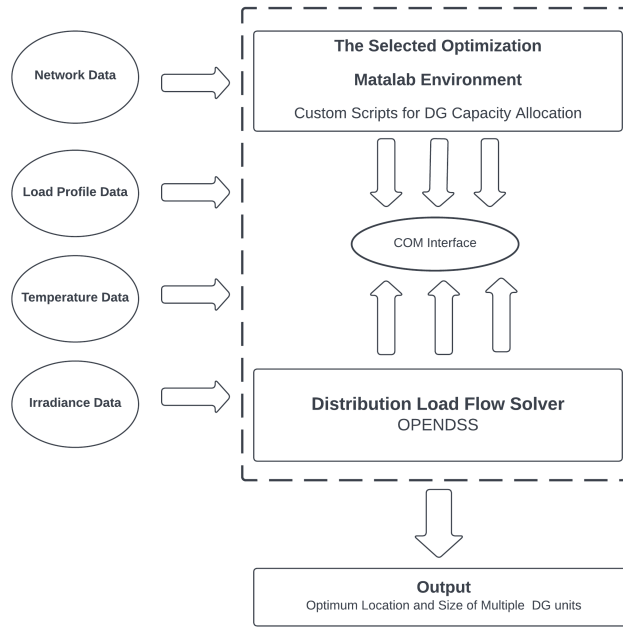 Network Data
Load Profile Data
Temperature Data
Irradiance Data
The Selected Optimization
Matalab Environment
Custom Scripts for DG Capacity Allocation
COM Interface
Distribution Load Flow Solver
OPENDSS
Output
Optimum Location and Size of Multiple DG units